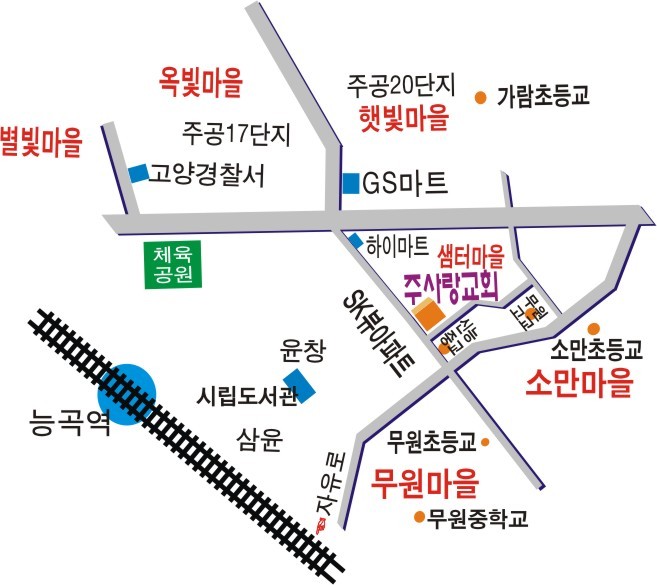 옥빛마을
주공20단지
햇빛마을
가람초등교
별빛마을
주공17단지
고양경찰서
GS마트
체육
공원
하이마트
샘터마을
주사랑교회
SK뷰아파트
신능
중교
무원
고교
소만초등교
소만마을
윤창
시립도서관
삼윤
능곡역
자유로
무원초등교
무원마을
무원중학교